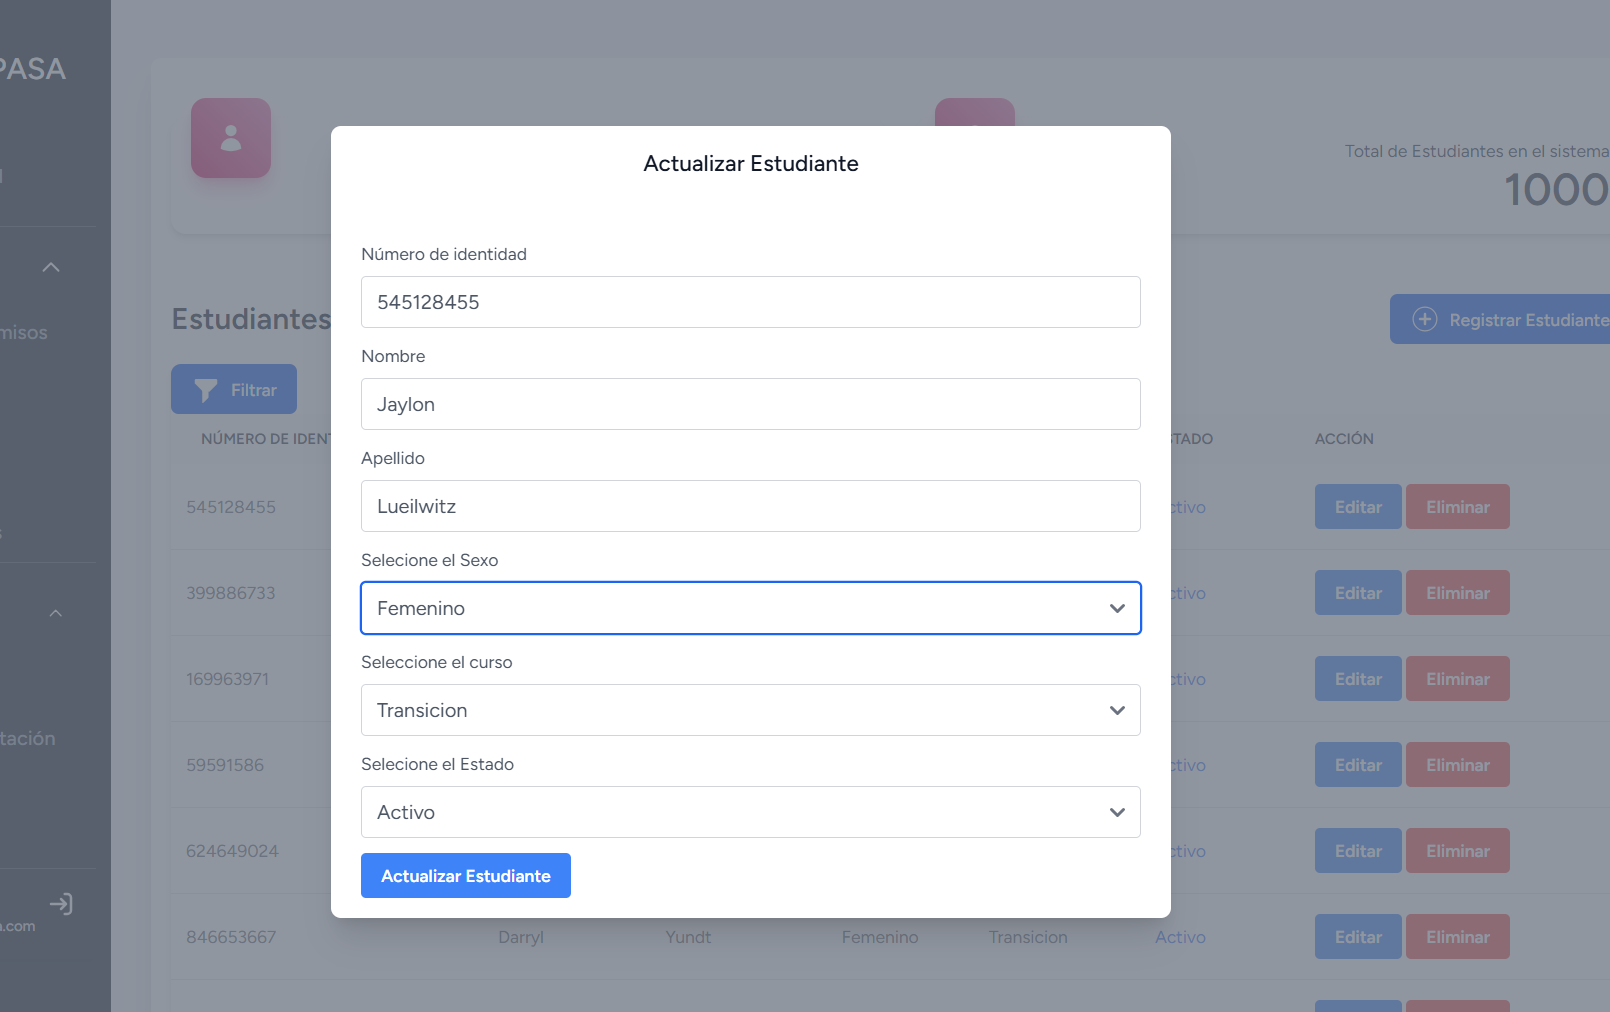 PASA
Total de Estudiantes en el sistema
1000
Actualizar Estudiante
Número de identidad
545128455
Nombre
Jaylon
Apellido
Lueilwitz
Selecione el Sexo
Femenino
Seleccione el curso
Transicion
Selecione el Estado
Activo
Actualizar Estudiante
misos
tación
a.com
Estudiantes
Registrar Estudiante
Filtrar
NÚMERO DE IDENT TADO ACCIÓN
545128455 ctivo Editar Eliminar
399886733 ctivo Editar Eliminar
169963971 ctivo Editar Eliminar
59591586 ctivo Editar Eliminar
624649024 ctivo Editar Eliminar
846653667 Darryl Yundt Femenino Transicion Activo Editar Eliminar